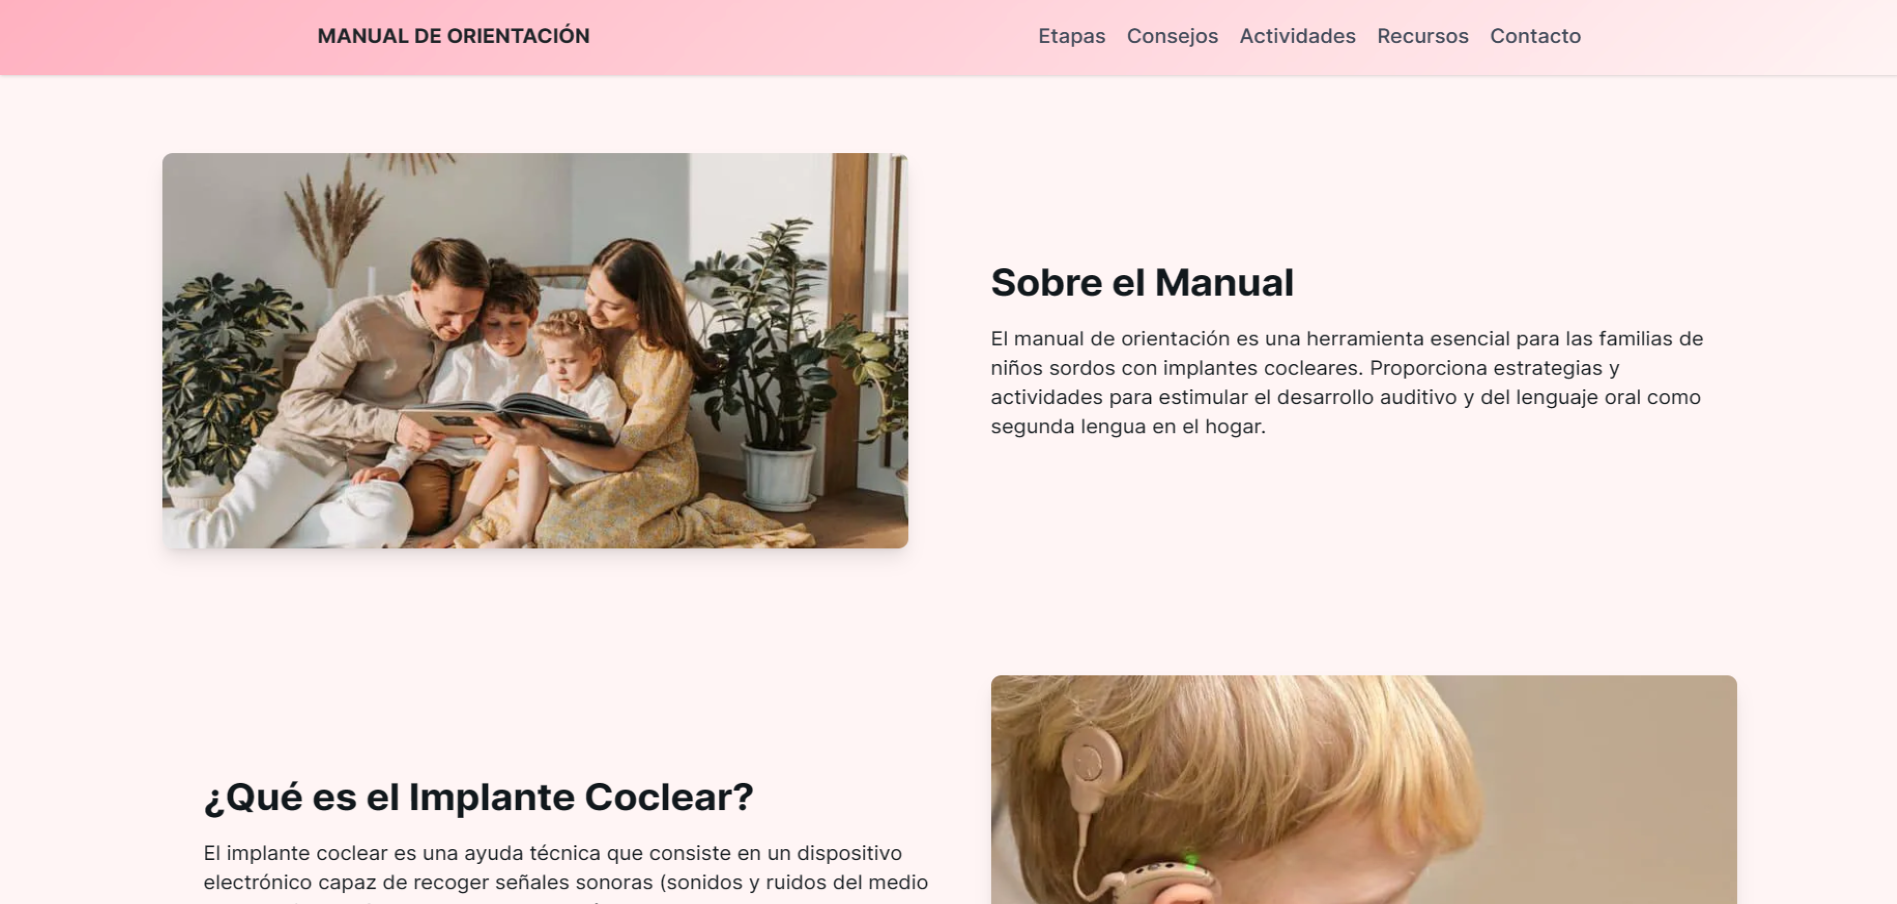 MANUAL DE ORIENTACIÓN
Etapas Consejos Actividades Recursos Contacto
Sobre el Manual
El manual de orientación es una herramienta esencial para las familias de
niños sordos con implantes cocleares. Proporciona estrategias y
actividades para estimular el desarrollo auditivo y del lenguaje oral como
segunda lengua en el hogar.
¿Qué es el Implante Coclear?
El implante coclear es una ayuda técnica que consiste en un dispositivo
electrónico capaz de recoger señales sonoras (sonidos y ruidos del medio